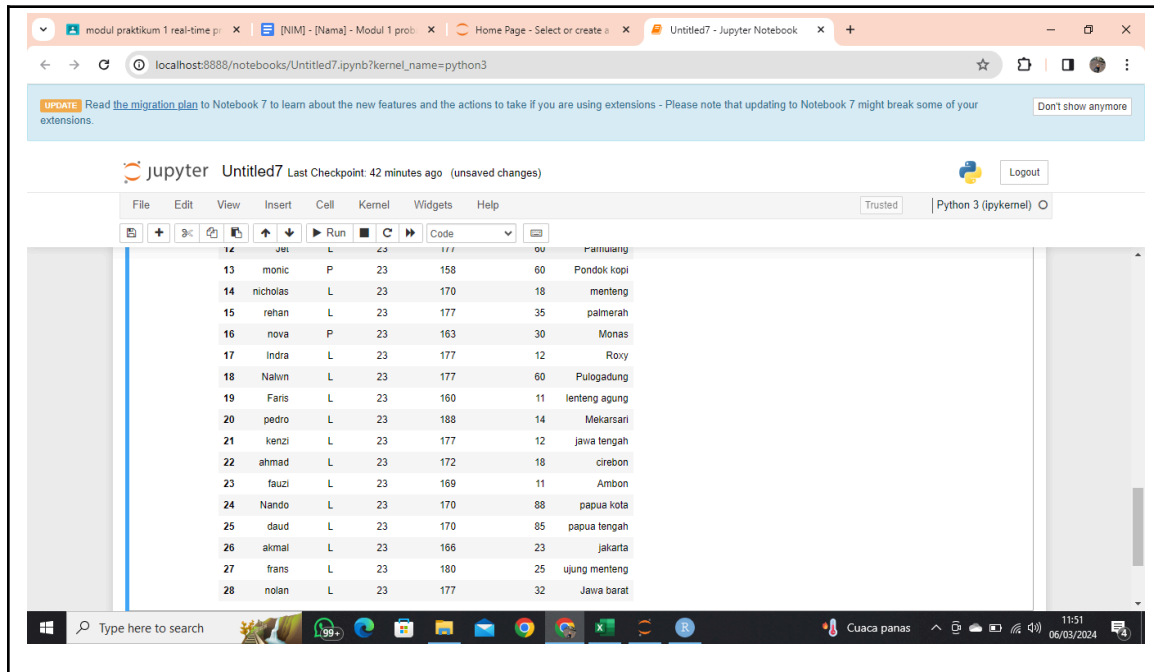 modul praktikum 1 real-time pr [NIM] - [Nama] - Modul 1 prob Home Page - Select or create a Untitled7 - Jupyter Notebook
localhost:8888/notebooks/Untitled7.ipynb?kernel_name=python3
UPDATE Read the migration plan to Notebook 7 to learn about the new features and the actions to take if you are using extensions - Please note that updating to Notebook 7 might break some of your Don't show anymore
extensions.
jupyter Untitled7 Last Checkpoint: 42 minutes ago (unsaved changes) Logout
File Edit View Insert Cell Kernel Widgets Help Trusted Python 3 (ipykernel)
Run Code
12 Jet L 23 177 60 Pamulang
13 monic P 23 158 60 Pondok kopi
14 nicholas L 23 170 18 menteng
15 rehan L 23 177 35 palmerah
16 nova P 23 163 30 Monas
17 Indra L 23 177 12 Roxy
18 Nalwn L 23 177 60 Pulogadung
19 Faris L 23 160 11 lenteng agung
20 pedro L 23 188 14 Mekarsari
21 kenzi L 23 177 12 jawa tengah
22 ahmad L 23 172 18 cirebon
23 fauzi L 23 169 11 Ambon
24 Nando L 23 170 88 papua kota
25 daud L 23 170 85 papua tengah
26 akmal L 23 166 23 jakarta
27 frans L 23 180 25 ujung menteng
28 nolan L 23 177 32 Jawa barat
Type here to search 99+ R Cuaca panas 11:51
06/03/2024 4